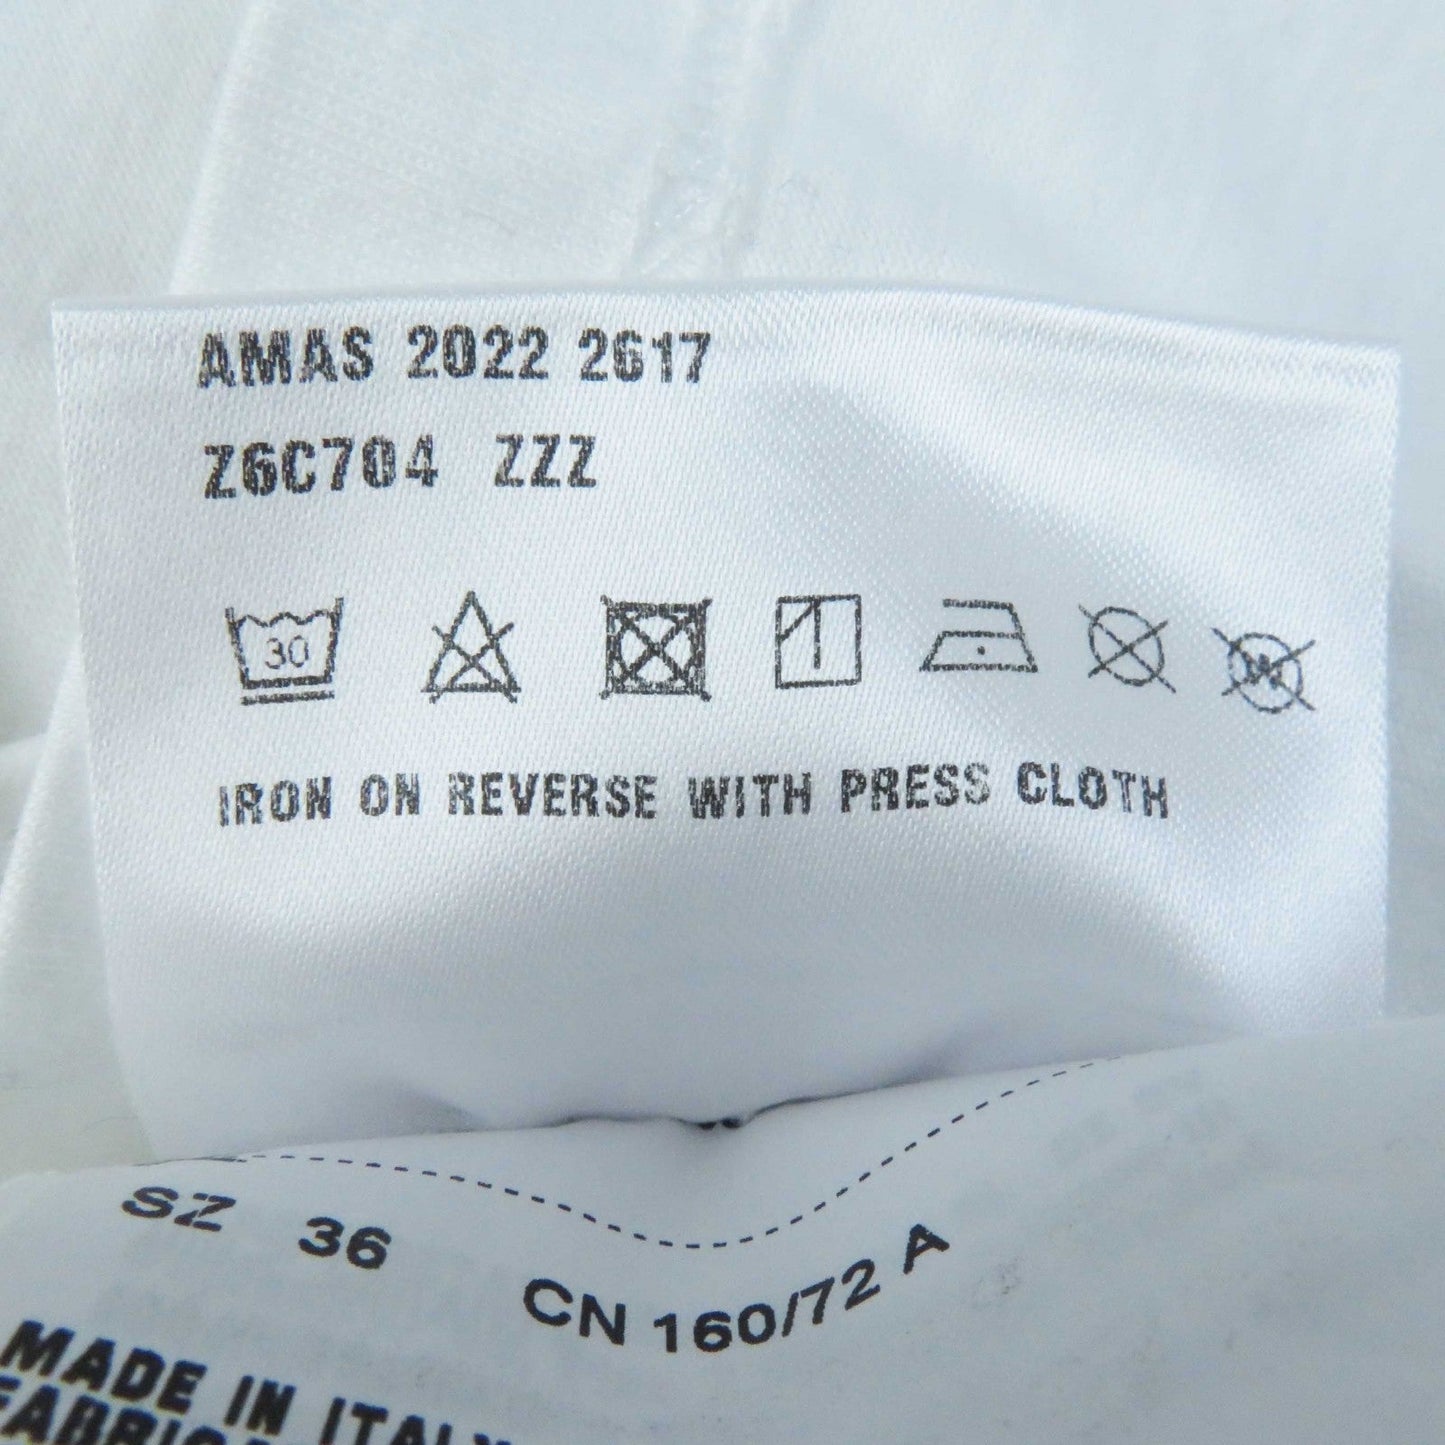 AMAS 2022 2617
Z6C704 ZZZ
30
W
IRON ON REVERSE WITH PRESS CLOTH
SZ 36
CN 160/72 A
MADE IN ITALY